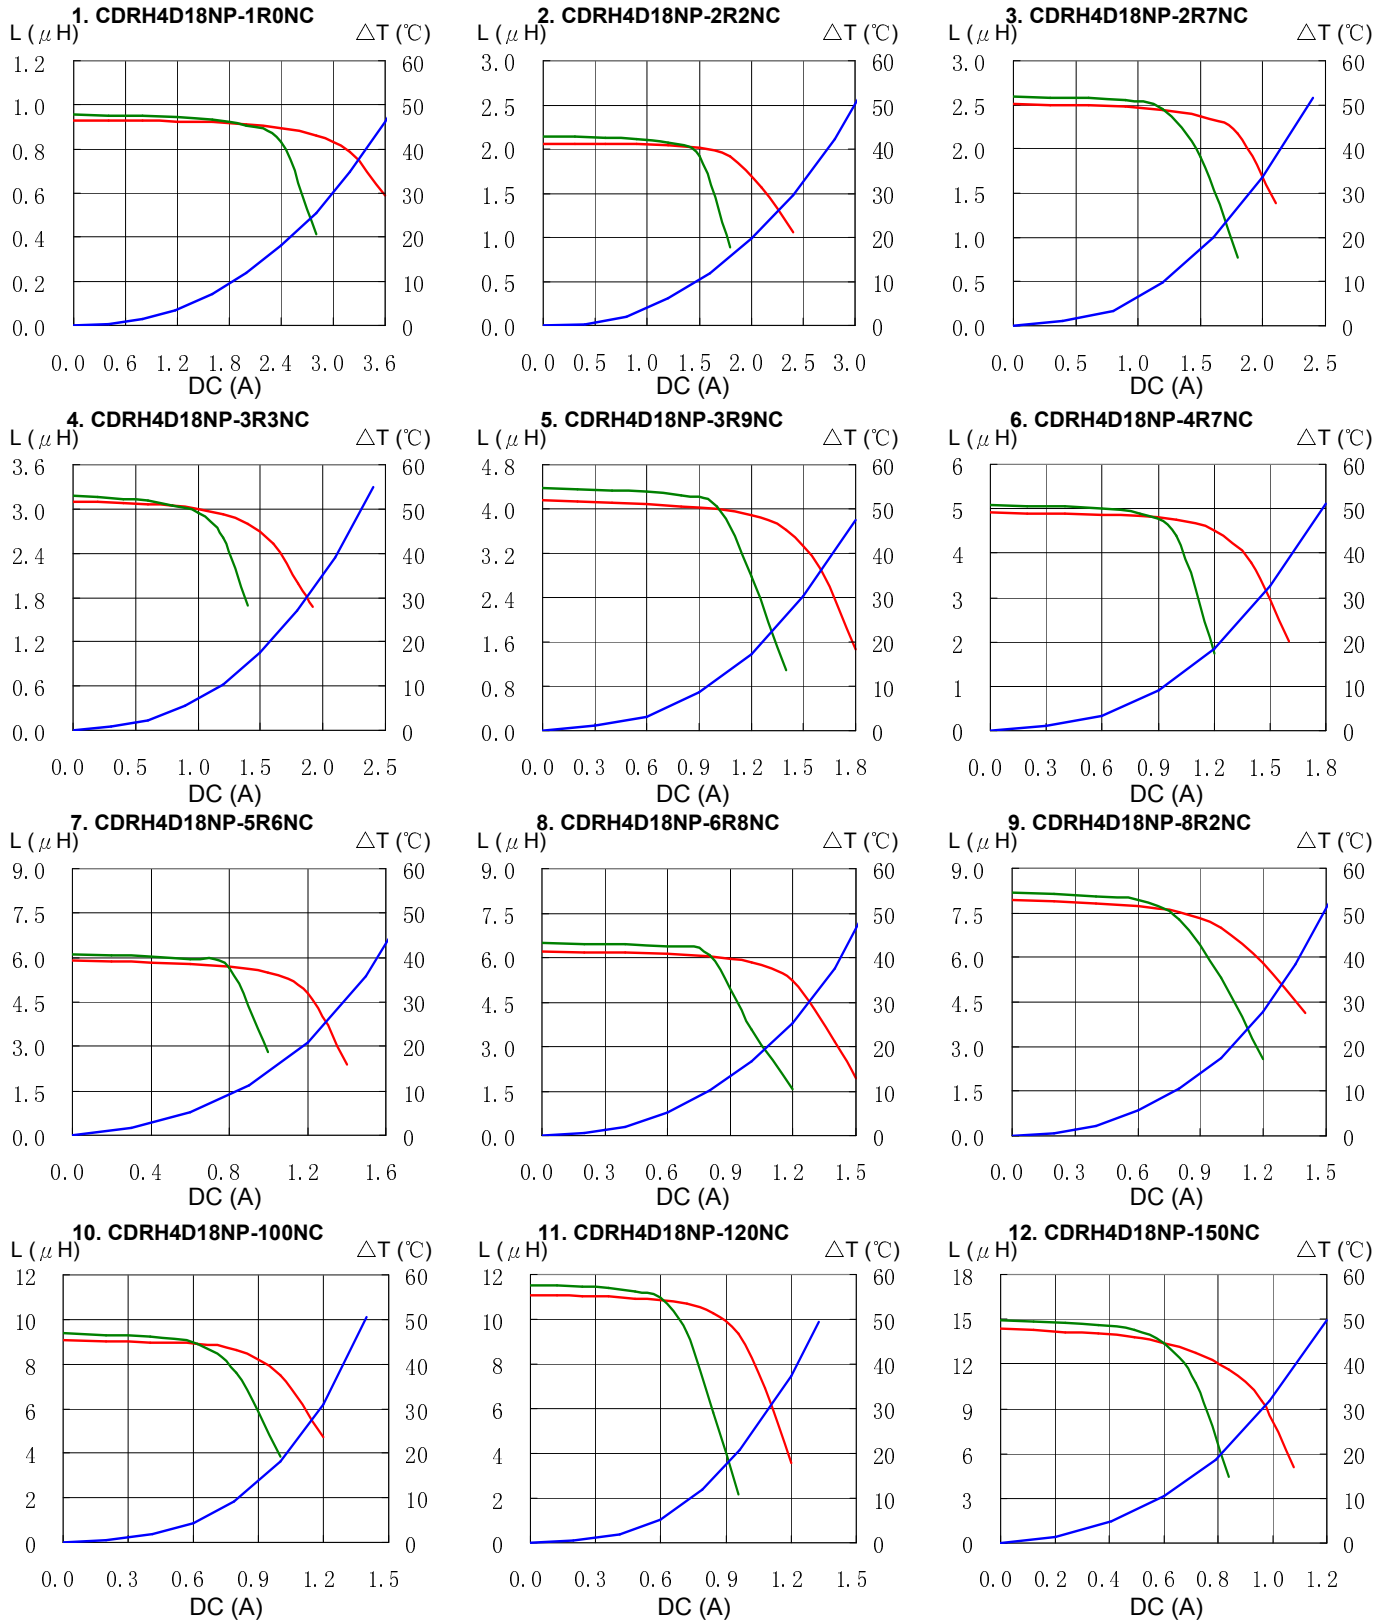 1. CDRH4D18NP-1R0NC
L (μH) △T (℃)
1.2 60
1.0 50
0.8 40
0.6 30
0.4 20
0.2 10
0.0 0
0.0 0.6 1.2 1.8 2.4 3.0 3.6
DC (A)
2. CDRH4D18NP-2R2NC
L (μH) △T (℃)
3.0 60
2.5 50
2.0 40
1.5 30
1.0 20
0.5 10
0.0 0
0.0 0.5 1.0 1.5 2.0 2.5 3.0
DC (A)
3. CDRH4D18NP-2R7NC
L (μH) △T (℃)
3.0 60
2.5 50
2.0 40
1.5 30
1.0 20
0.5 10
0.0 0
0.0 0.5 1.0 1.5 2.0 2.5
DC (A)
4. CDRH4D18NP-3R3NC
L (μH) △T (℃)
3.6 60
3.0 50
2.4 40
1.8 30
1.2 20
0.6 10
0.0 0
0.0 0.5 1.0 1.5 2.0 2.5
DC (A)
5. CDRH4D18NP-3R9NC
L (μH) △T (℃)
4.8 60
4.0 50
3.2 40
2.4 30
1.6 20
0.8 10
0.0 0
0.0 0.3 0.6 0.9 1.2 1.5 1.8
DC (A)
6. CDRH4D18NP-4R7NC
L (μH) △T (℃)
6 60
5 50
4 40
3 30
2 20
1 10
0 0
0.0 0.3 0.6 0.9 1.2 1.5 1.8
DC (A)
7. CDRH4D18NP-5R6NC
L (μH) △T (℃)
9.0 60
7.5 50
6.0 40
4.5 30
3.0 20
1.5 10
0.0 0
0.0 0.4 0.8 1.2 1.6
DC (A)
8. CDRH4D18NP-6R8NC
L (μH) △T (℃)
9.0 60
7.5 50
6.0 40
4.5 30
3.0 20
1.5 10
0.0 0
0.0 0.3 0.6 0.9 1.2 1.5
DC (A)
9. CDRH4D18NP-8R2NC
L (μH) △T (℃)
9.0 60
7.5 50
6.0 40
4.5 30
3.0 20
1.5 10
0.0 0
0.0 0.3 0.6 0.9 1.2 1.5
DC (A)
10. CDRH4D18NP-100NC
L (μH) △T (℃)
12 60
10 50
8 40
6 30
4 20
2 10
0 0
0.0 0.3 0.6 0.9 1.2 1.5
DC (A)
11. CDRH4D18NP-120NC
L (μH) △T (℃)
12 60
10 50
8 40
6 30
4 20
2 10
0 0
0.0 0.3 0.6 0.9 1.2 1.5
DC (A)
12. CDRH4D18NP-150NC
L (μH) △T (℃)
18 60
15 50
12 40
9 30
6 20
3 10
0 0
0.0 0.2 0.4 0.6 0.8 1.0 1.2
DC (A)